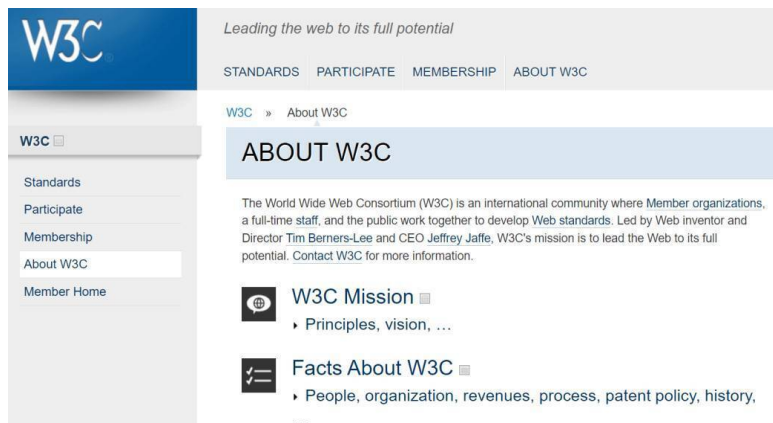 W3C
Leading the web to its full potential
STANDARDS PARTICIPATE MEMBERSHIP ABOUT W3C
W3C » About W3C
W3C
Standards
Participate
Membership
About W3C
Member Home
ABOUT W3C
The World Wide Web Consortium (W3C) is an international community where Member organizations,
a full-time staff, and the public work together to develop Web standards. Led by Web inventor and
Director Tim Berners-Lee and CEO Jeffrey Jaffe, W3C's mission is to lead the Web to its full
potential. Contact W3C for more information.
W3C Mission
Principles, vision, …
Facts About W3C
People, organization, revenues, process, patent policy, history,